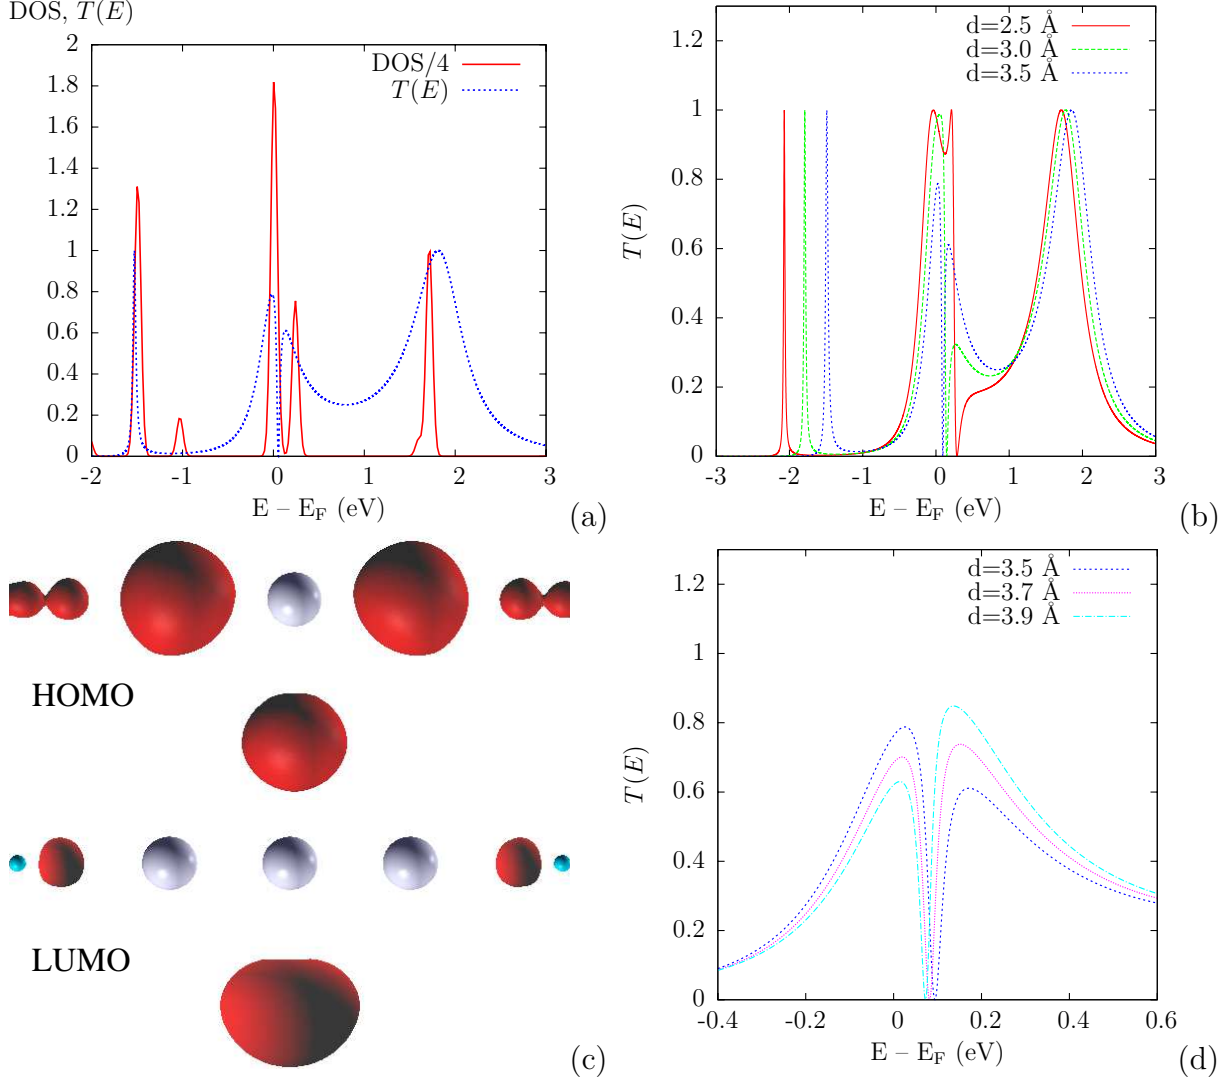 DOS, T(E)
2
1.8
1.6
1.4
1.2
1
0.8
0.6
0.4
0.2
0
DOS/4
T(E)
-2 -1 0 1 2 3
E – E_F (eV)
(a)
T(E)
1.2
1
0.8
0.6
0.4
0.2
0
d=2.5 Å
d=3.0 Å
d=3.5 Å
-3 -2 -1 0 1 2 3
E – E_F (eV)
(b)
HOMO
LUMO
(c)
T(E)
1.2
1
0.8
0.6
0.4
0.2
0
d=3.5 Å
d=3.7 Å
d=3.9 Å
-0.4 -0.2 0 0.2 0.4 0.6
E – E_F (eV)
(d)